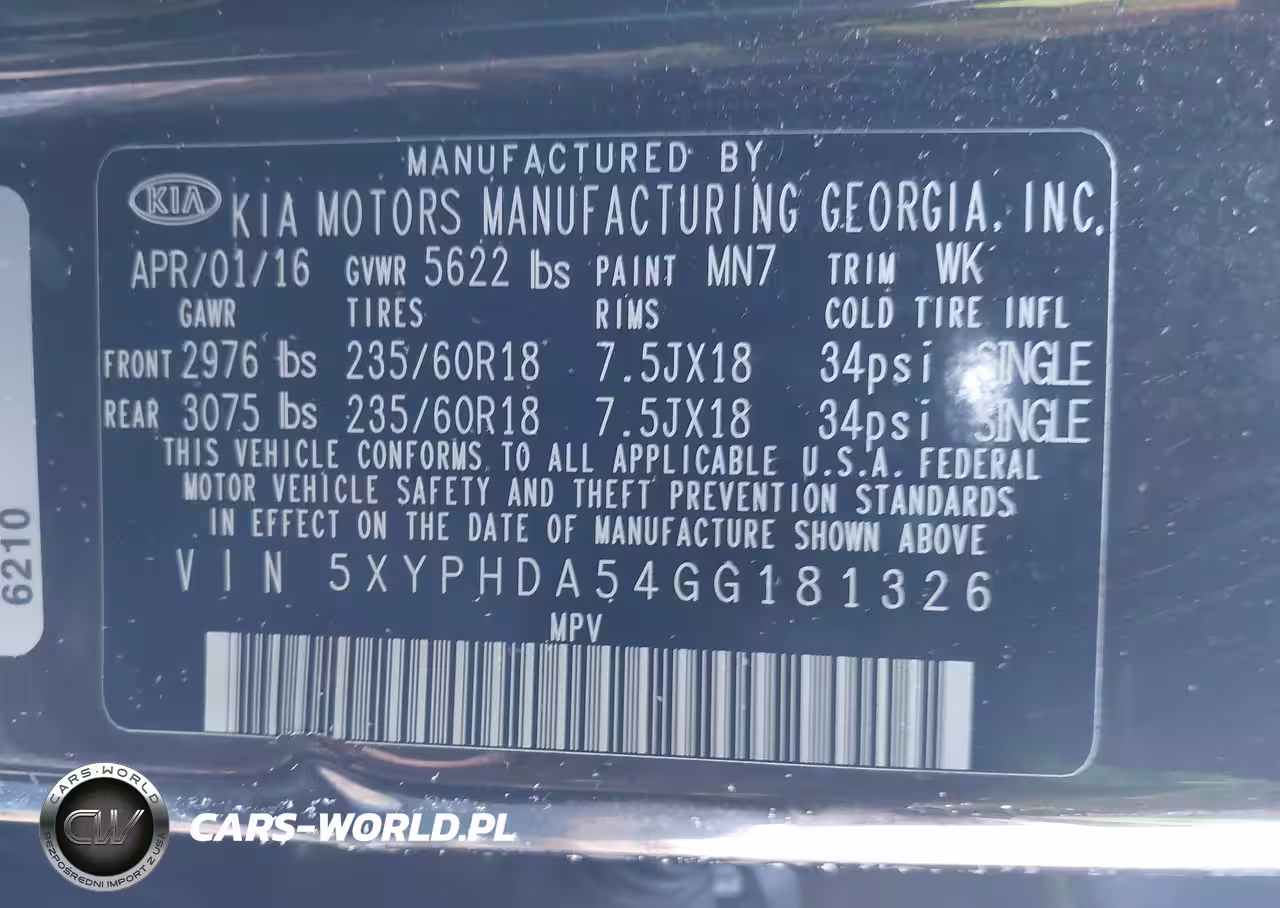 MANUFACTURED BY
KIA KIA MOTORS MANUFACTURING GEORGIA, INC.
APR/01/16 GVWR 5622 lbs PAINT MN7 TRIM WK
GAWR TIRES RIMS COLD TIRE INFL
FRONT 2976 lbs 235/60R18 7.5JX18 34psi SINGLE
REAR 3075 lbs 235/60R18 7.5JX18 34psi SINGLE
THIS VEHICLE CONFORMS TO ALL APPLICABLE U.S.A. FEDERAL
MOTOR VEHICLE SAFETY AND THEFT PREVENTION STANDARDS
IN EFFECT ON THE DATE OF MANUFACTURE SHOWN ABOVE
VIN 5XYPHDA54GG181326
MPV
6210
CARS-WORLD
CW
BEZPOŚREDNI IMPORT Z USA
CARS-WORLD.PL